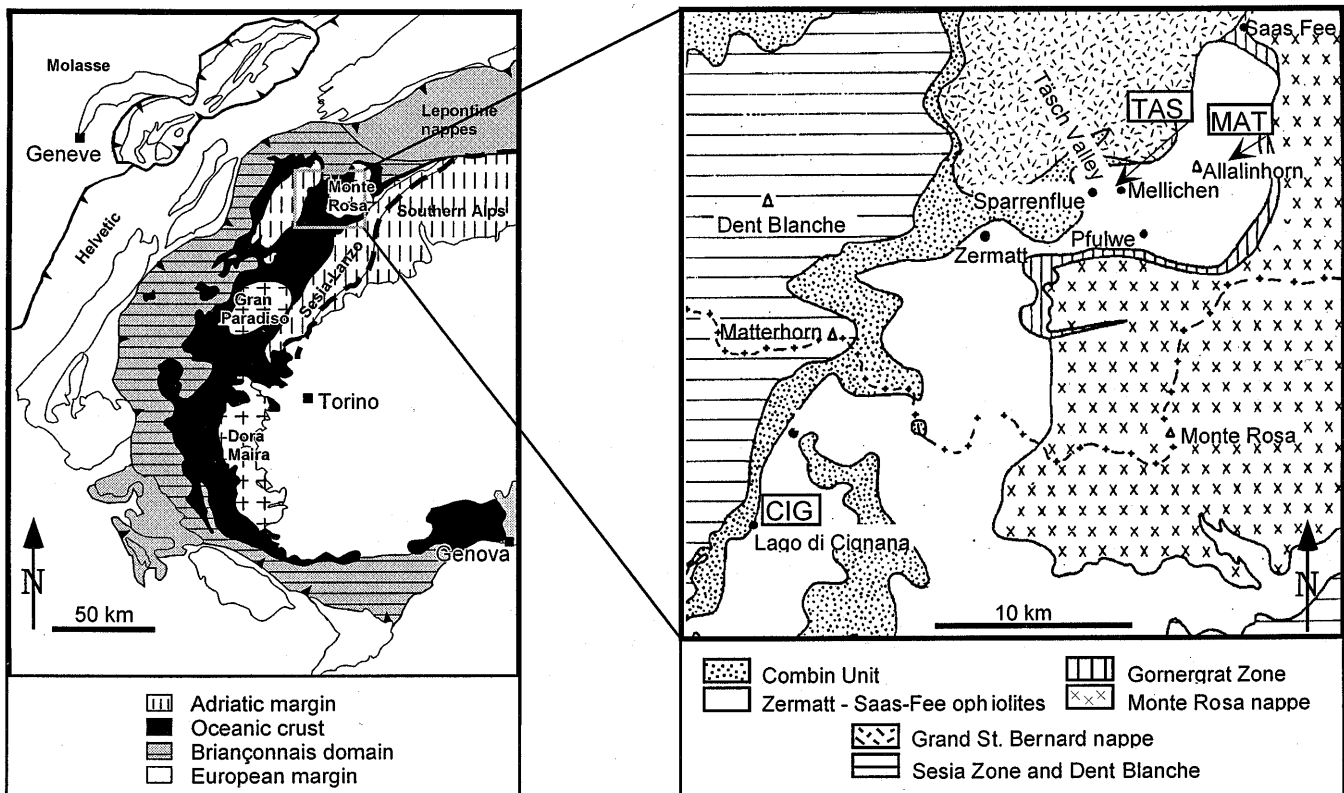 Molasse
Geneve
Lepontine
nappes
Monte
Rosa
Southern Alps
Helvetic
Sesia-Lanzo
Gran
Paradiso
Torino
Dora
Maira
Genova
N
50 km
Adriatic margin
Oceanic crust
Briançonnais domain
European margin
Saas Fee
Tasch Valley
TAS
MAT
Allalinhorn
Mellichen
Sparrenflue
Dent Blanche
Zermatt
Pfulwe
Matterhorn
Monte Rosa
CIG
Lago di Cignana
N
10 km
Combin Unit
Zermatt - Saas-Fee ophiolites
Gornergrat Zone
Monte Rosa nappe
Grand St. Bernard nappe
Sesia Zone and Dent Blanche